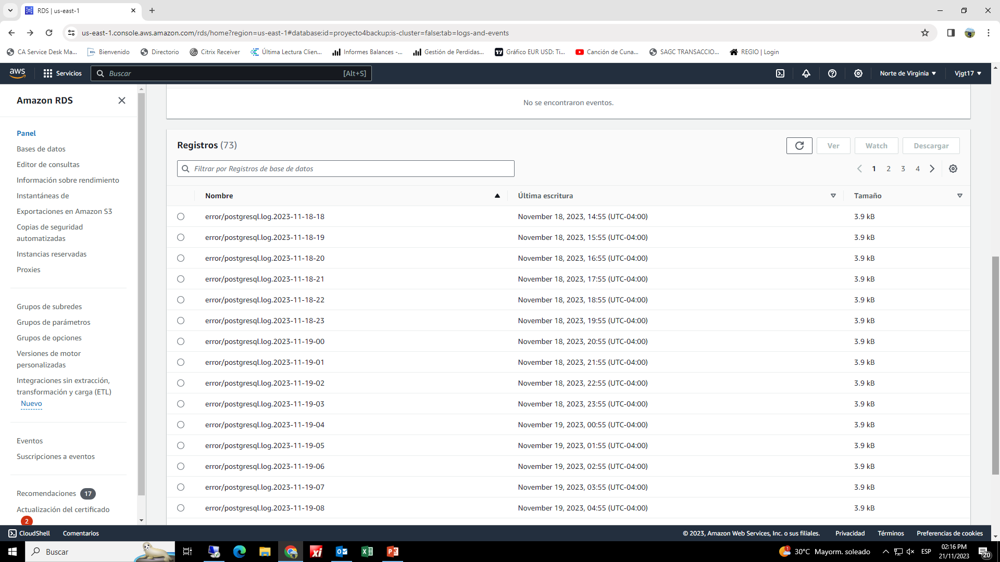 RDS | us-east-1
us-east-1.console.aws.amazon.com/rds/home?region=us-east-1#database:id=proyecto4backup;is-cluster=false;tab=logs-and-events
CA Service Desk Ma... Bienvenido Directorio Citrix Receiver Última Lectura Clien... Informes Balances -... Gestión de Perdidas... Gráfico EUR USD: Ti... Canción de Cuna... SAGC TRANSACCIO... REGIO | Login
aws Servicios Buscar [Alt+S] Norte de Virginia Vjgt17
Amazon RDS
Panel
Bases de datos
Editor de consultas
Información sobre rendimiento
Instantáneas de
Exportaciones en Amazon S3
Copias de seguridad
automatizadas
Instancias reservadas
Proxies
Grupos de subredes
Grupos de parámetros
Grupos de opciones
Versiones de motor
personalizadas
Integraciones sin extracción,
transformación y carga (ETL)
Nuevo
Eventos
Suscripciones a eventos
Recomendaciones 17
Actualización del certificado
2
No se encontraron eventos.
Registros (73)
Ver Watch Descargar
Filtrar por Registros de base de datos
1 2 3 4
Nombre Última escritura Tamaño
error/postgresql.log.2023-11-18-18 November 18, 2023, 14:55 (UTC-04:00) 3.9 kB
error/postgresql.log.2023-11-18-19 November 18, 2023, 15:55 (UTC-04:00) 3.9 kB
error/postgresql.log.2023-11-18-20 November 18, 2023, 16:55 (UTC-04:00) 3.9 kB
error/postgresql.log.2023-11-18-21 November 18, 2023, 17:55 (UTC-04:00) 3.9 kB
error/postgresql.log.2023-11-18-22 November 18, 2023, 18:55 (UTC-04:00) 3.9 kB
error/postgresql.log.2023-11-18-23 November 18, 2023, 19:55 (UTC-04:00) 3.9 kB
error/postgresql.log.2023-11-19-00 November 18, 2023, 20:55 (UTC-04:00) 3.9 kB
error/postgresql.log.2023-11-19-01 November 18, 2023, 21:55 (UTC-04:00) 3.9 kB
error/postgresql.log.2023-11-19-02 November 18, 2023, 22:55 (UTC-04:00) 3.9 kB
error/postgresql.log.2023-11-19-03 November 18, 2023, 23:55 (UTC-04:00) 3.9 kB
error/postgresql.log.2023-11-19-04 November 19, 2023, 00:55 (UTC-04:00) 3.9 kB
error/postgresql.log.2023-11-19-05 November 19, 2023, 01:55 (UTC-04:00) 3.9 kB
error/postgresql.log.2023-11-19-06 November 19, 2023, 02:55 (UTC-04:00) 3.9 kB
error/postgresql.log.2023-11-19-07 November 19, 2023, 03:55 (UTC-04:00) 3.9 kB
error/postgresql.log.2023-11-19-08 November 19, 2023, 04:55 (UTC-04:00) 3.9 kB
CloudShell Comentarios © 2023, Amazon Web Services, Inc. o sus filiales. Privacidad Términos Preferencias de cookies
Buscar 30°C Mayorm. soleado ESP 02:16 PM
21/11/2023
20